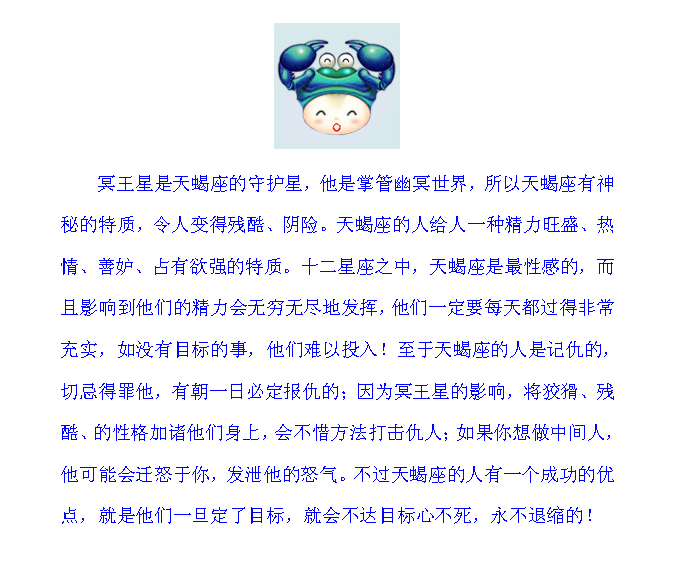 冥王星是天蝎座的守护星，他是掌管幽冥世界，所以天蝎座有神
秘的特质，令人变得残酷、阴险。天蝎座的人给人一种精力旺盛、热
情、善妒、占有欲强的特质。十二星座之中，天蝎座是最性感的，而
且影响到他们的精力会无穷无尽地发挥，他们一定要每天都过得非常
充实，如没有目标的事，他们难以投入！至于天蝎座的人是记仇的，
切忌得罪他，有朝一日必定报仇的；因为冥王星的影响，将狡猾、残
酷、的性格加诸他们身上，会不惜方法打击仇人；如果你想做中间人，
他可能会迁怒于你，发泄他的怒气。不过天蝎座的人有一个成功的优
点，就是他们一旦定了目标，就会不达目标心不死，永不退缩的！